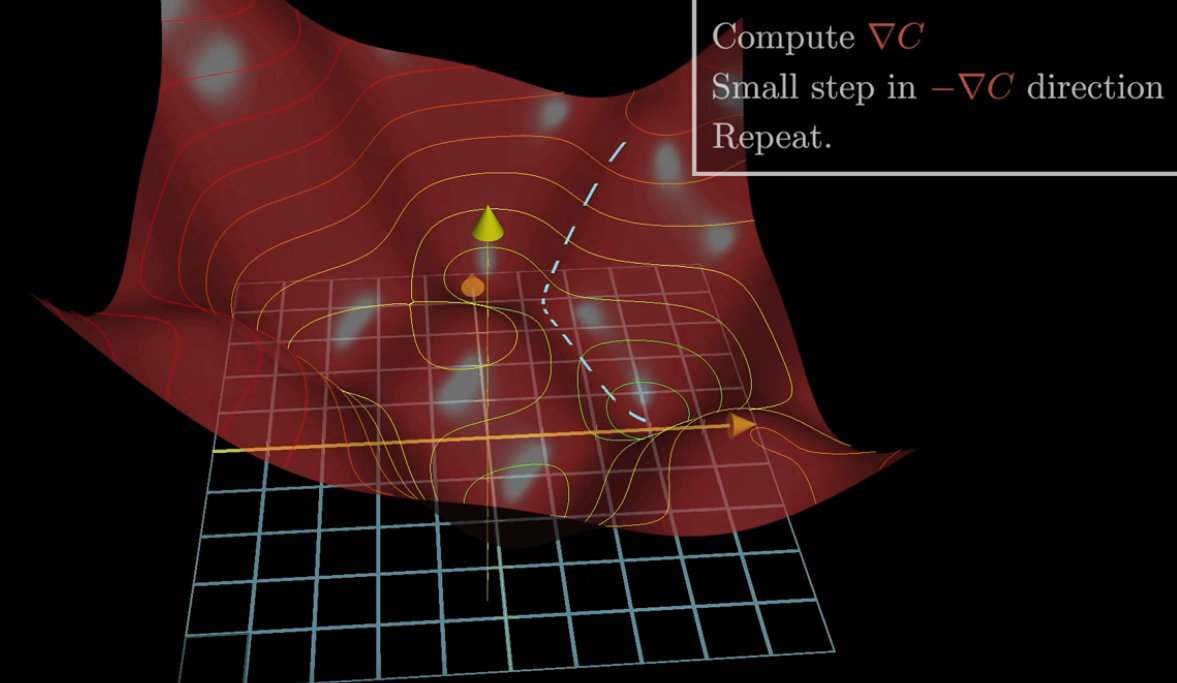 Compute ∇C
Small step in −∇C direction
Repeat.